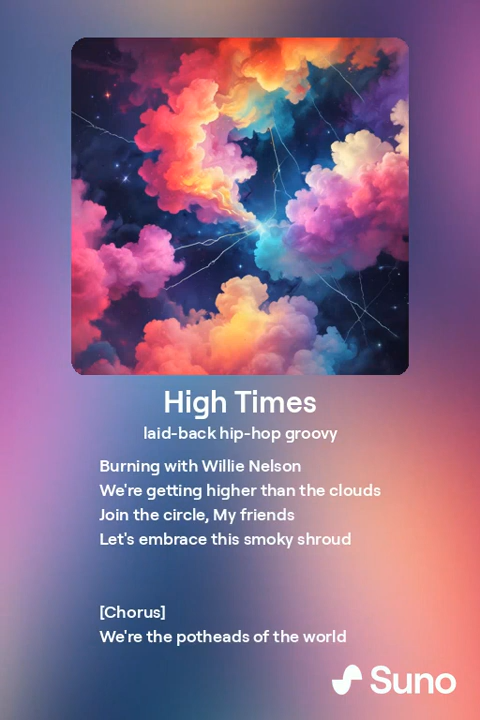 High Times
laid-back hip-hop groovy
Burning with Willie Nelson
We're getting higher than the clouds
Join the circle, My friends
Let's embrace this smoky shroud
[Chorus]
We're the potheads of the world
Suno